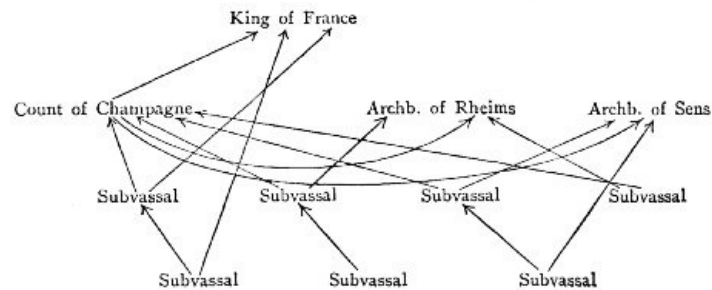 King of France
Count of Champagne Archb. of Rheims Archb. of Sens
Subvassal Subvassal Subvassal Subvassal
Subvassal Subvassal Subvassal